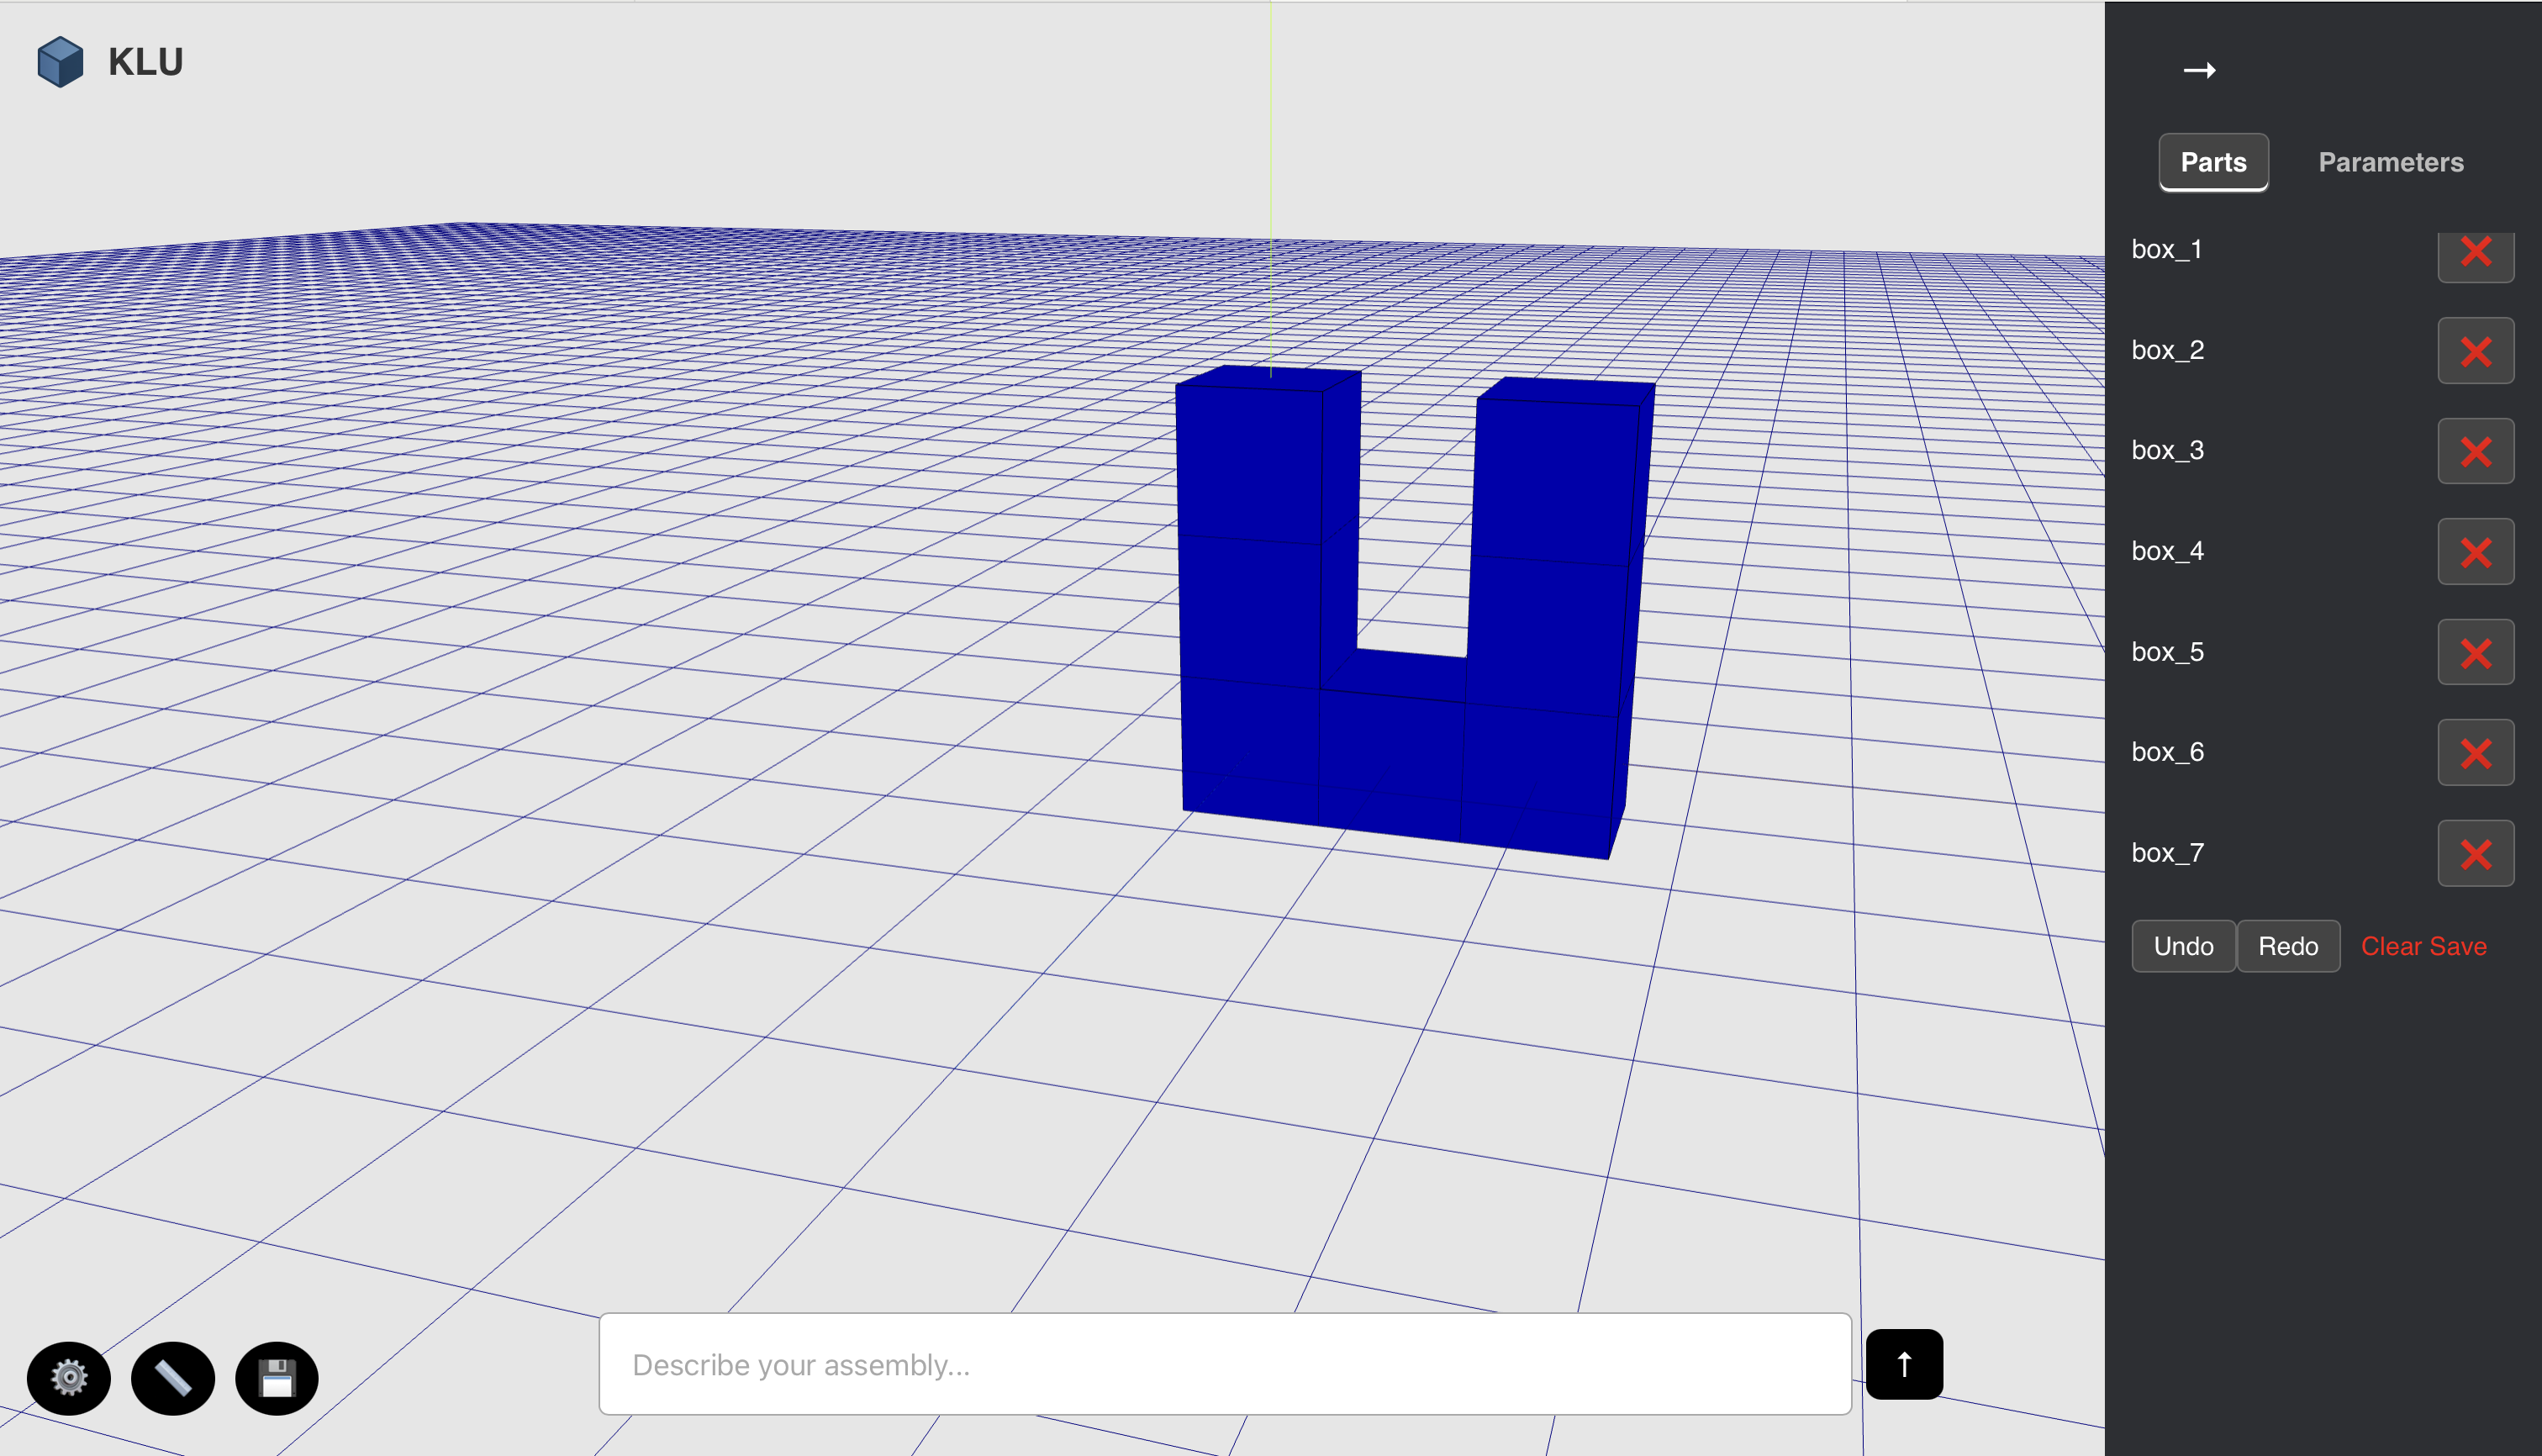 KLU
→
Parts Parameters
box_1
box_2
box_3
box_4
box_5
box_6
box_7
Undo Redo Clear Save
Describe your assembly...
↑